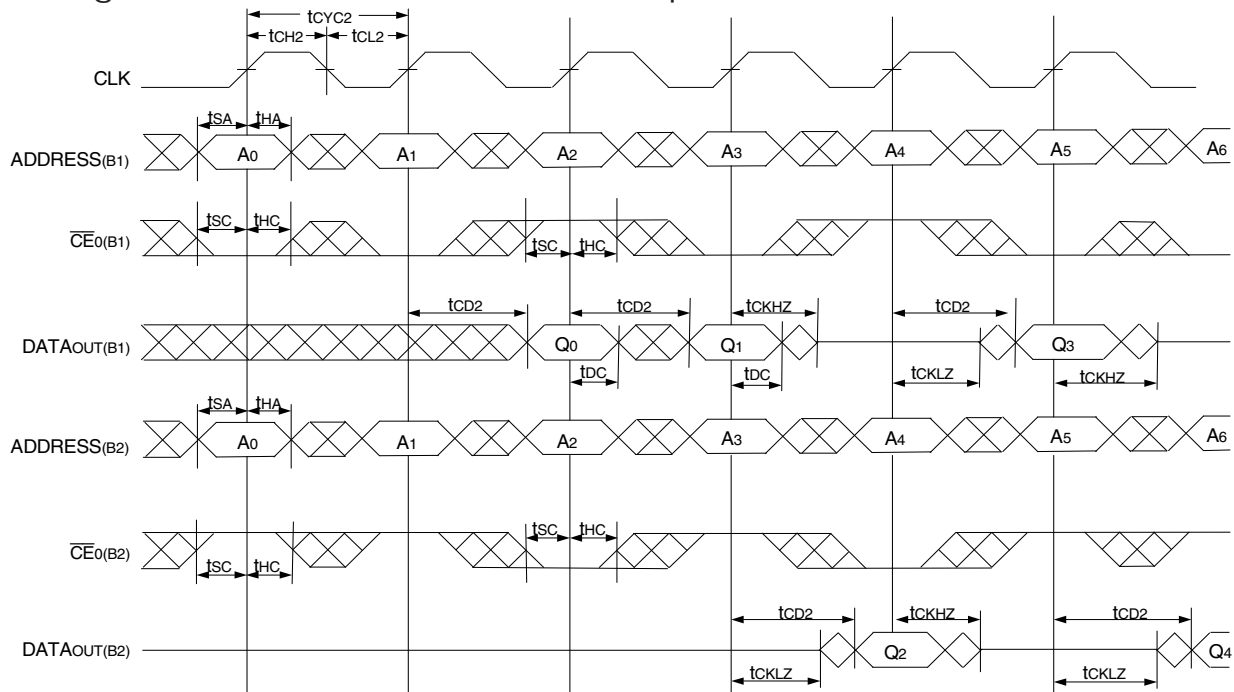 tCYC2
tCH2 tCL2
CLK
tSA tHA
ADDRESS(B1) A0 A1 A2 A3 A4 A5 A6
tSC tHC
CE0(B1) tSC tHC
tCD2 tCD2 tCKHZ tCD2
DATAOUT(B1) Q0 Q1 Q3
tDC tDC tCKLZ tCKHZ
tSA tHA
ADDRESS(B2) A0 A1 A2 A3 A4 A5 A6
tSC tHC
CE0(B2)
tSC tHC
tCD2 tCKHZ tCD2
DATAOUT(B2) Q2 Q4
tCKLZ tCKLZ